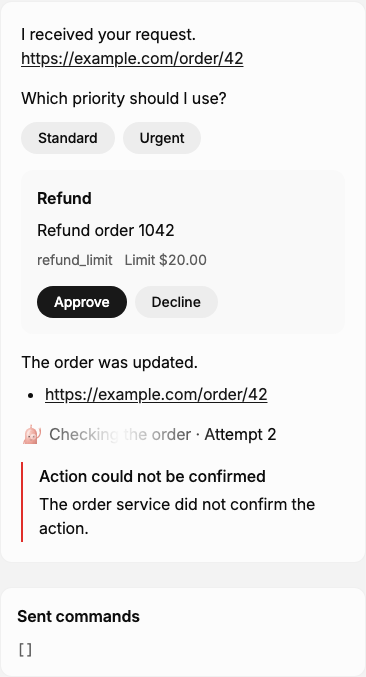 I received your request.
https://example.com/order/42
Which priority should I use?
Standard Urgent
Refund
Refund order 1042
refund_limit Limit $20.00
Approve Decline
The order was updated.
• https://example.com/order/42
Checking the order · Attempt 2
Action could not be confirmed
The order service did not confirm the
action.
Sent commands
[]